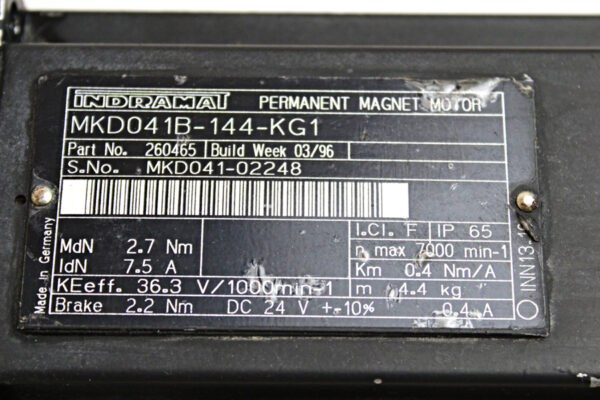 INDRAMAT PERMANENT MAGNET MOTOR
MKD041B-144-KG1
Part No. 260465 Build Week 03/96
S.No. MKD041-02248
I.Cl. F IP 65
MdN 2.7 Nm n max 7000 min-1
IdN 7.5 A Km 0.4 Nm/A
KEeff. 36.3 V/1000min-1 m 4.4 kg
Brake 2.2 Nm DC 24 V +-10% 0.4 A
Made in Germany